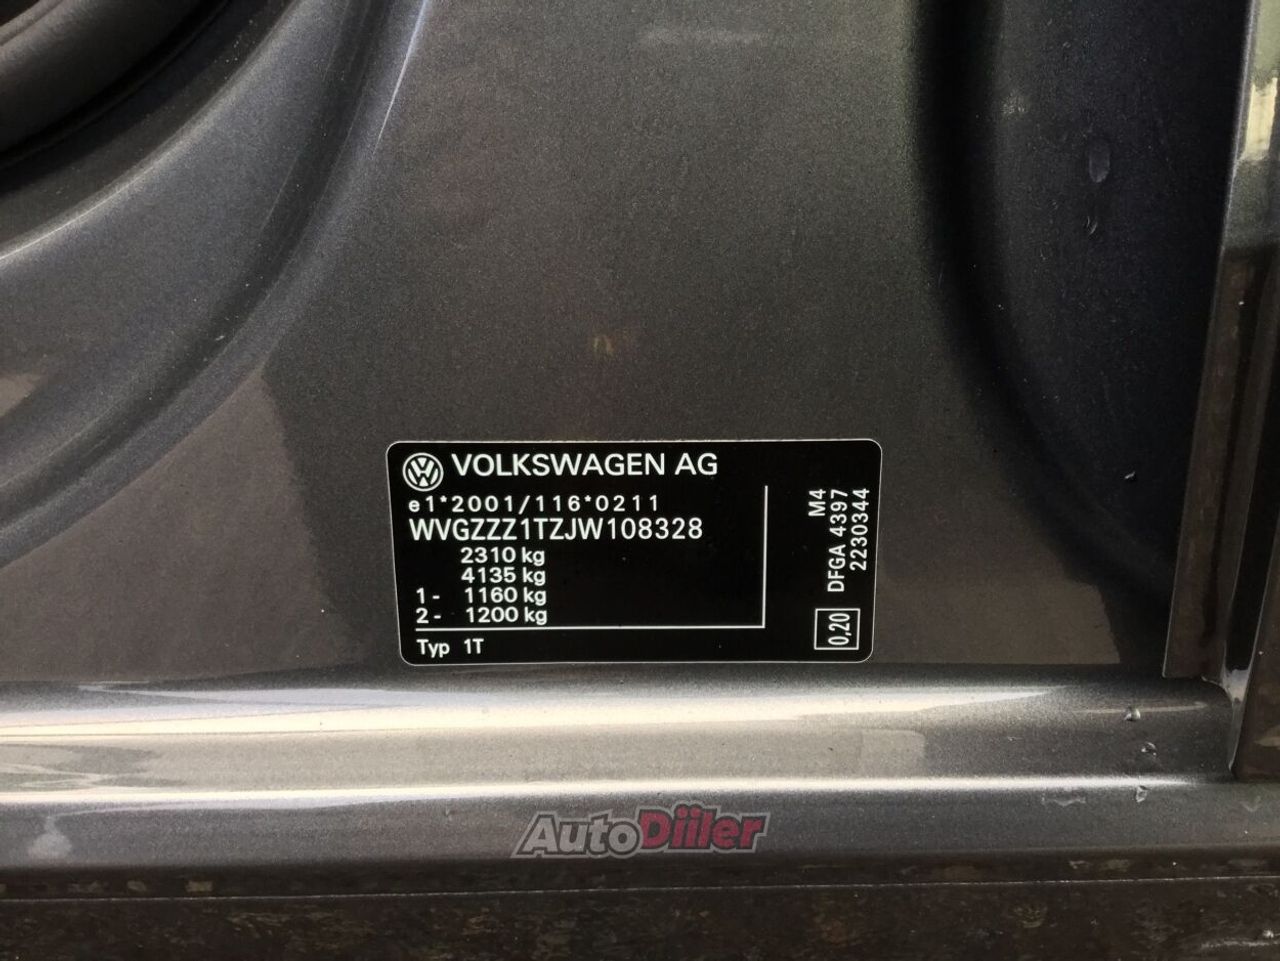 VOLKSWAGEN AG
e1*2001/116*0211
WVGZZZ1TZJW108328
2310 kg
4135 kg
1 - 1160 kg
2 - 1200 kg
Typ 1T
M4
DFGA 4397
2230344
0,20
AutoDiiler